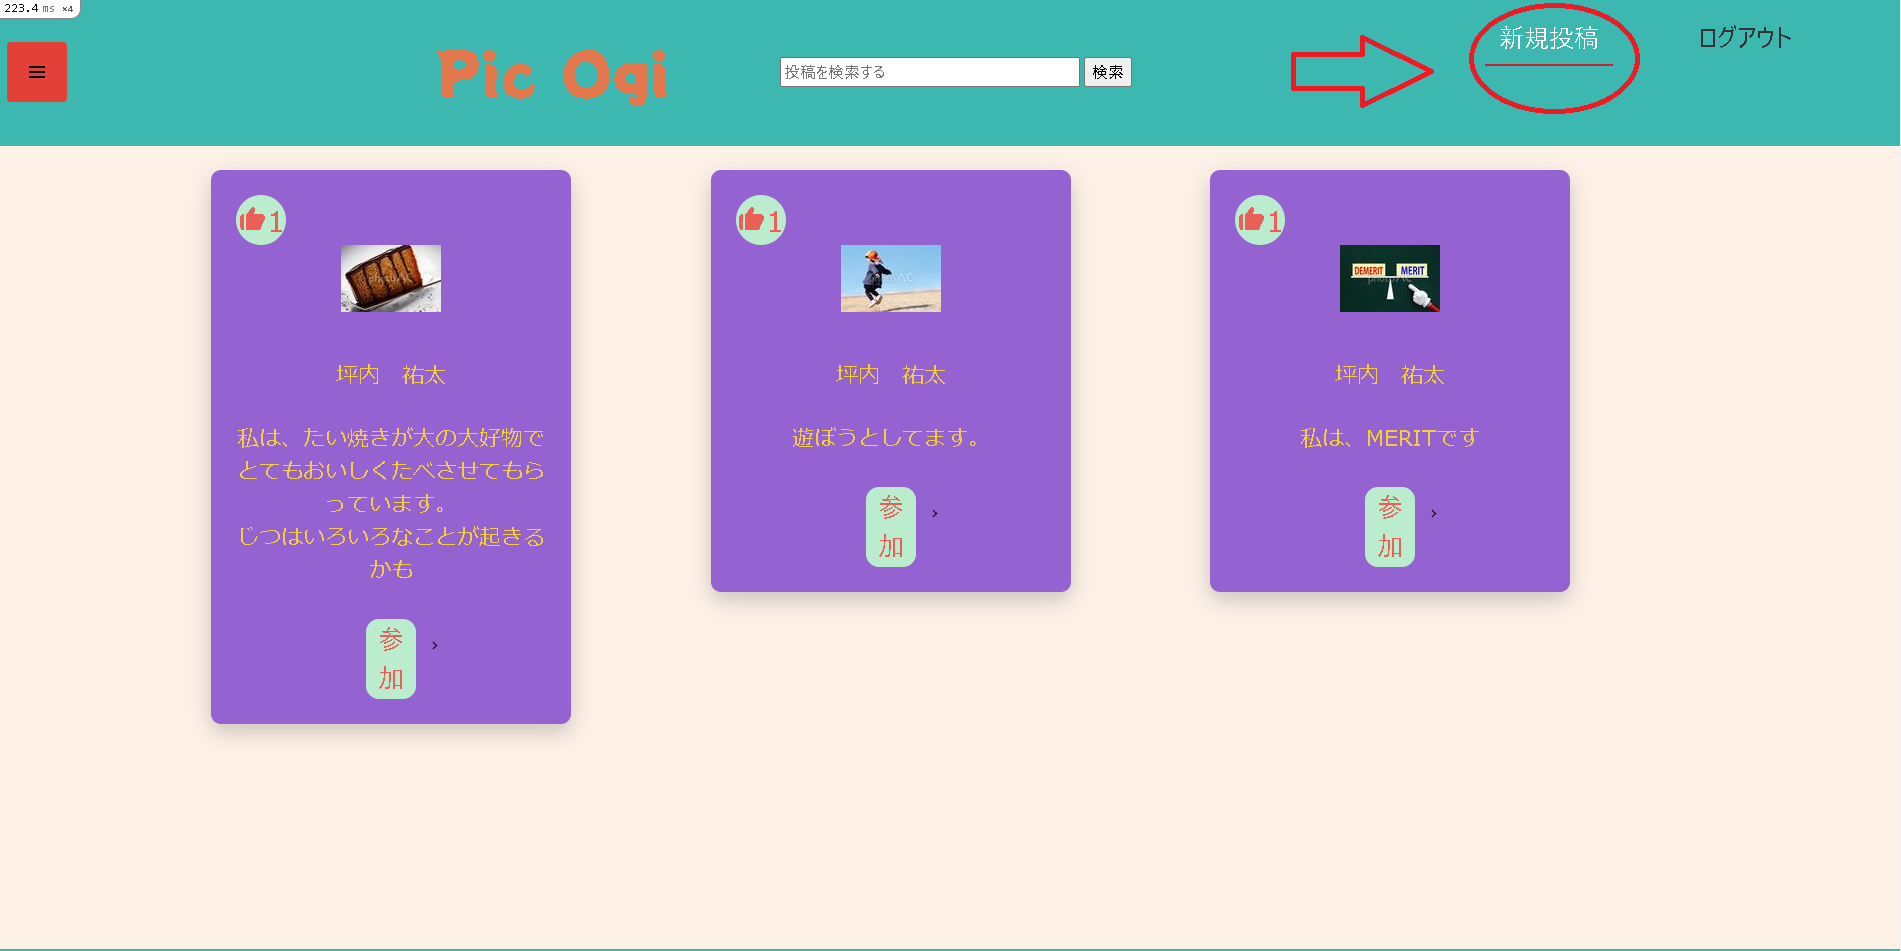 223.4 ms ×4
Pic Ogi
投稿を検索する
検索
新規投稿
ログアウト
1
坪内　祐太
私は、たい焼きが大の大好物で
とてもおいしくたべさせてもら
っています。
じつはいろいろなことが起きる
かも
参
加
1
坪内　祐太
遊ぼうとしてます。
参
加
1
DEMERIT
MERIT
坪内　祐太
私は、MERITです
参
加